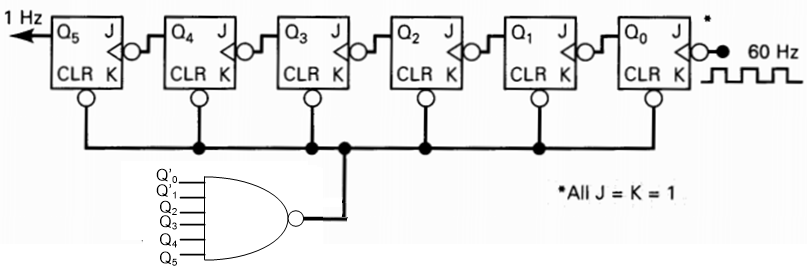 1 Hz
Q5 J
CLR K
Q4 J
CLR K
Q3 J
CLR K
Q2 J
CLR K
Q1 J
CLR K
Q0 J
CLR K
*
60 Hz
Q'0
Q'1
Q2
Q3
Q4
Q5
*All J = K = 1